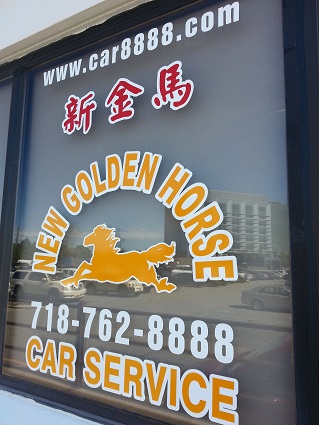 www.car8888.com
新金馬
NEW GOLDEN HORSE
718-762-8888
CAR SERVICE